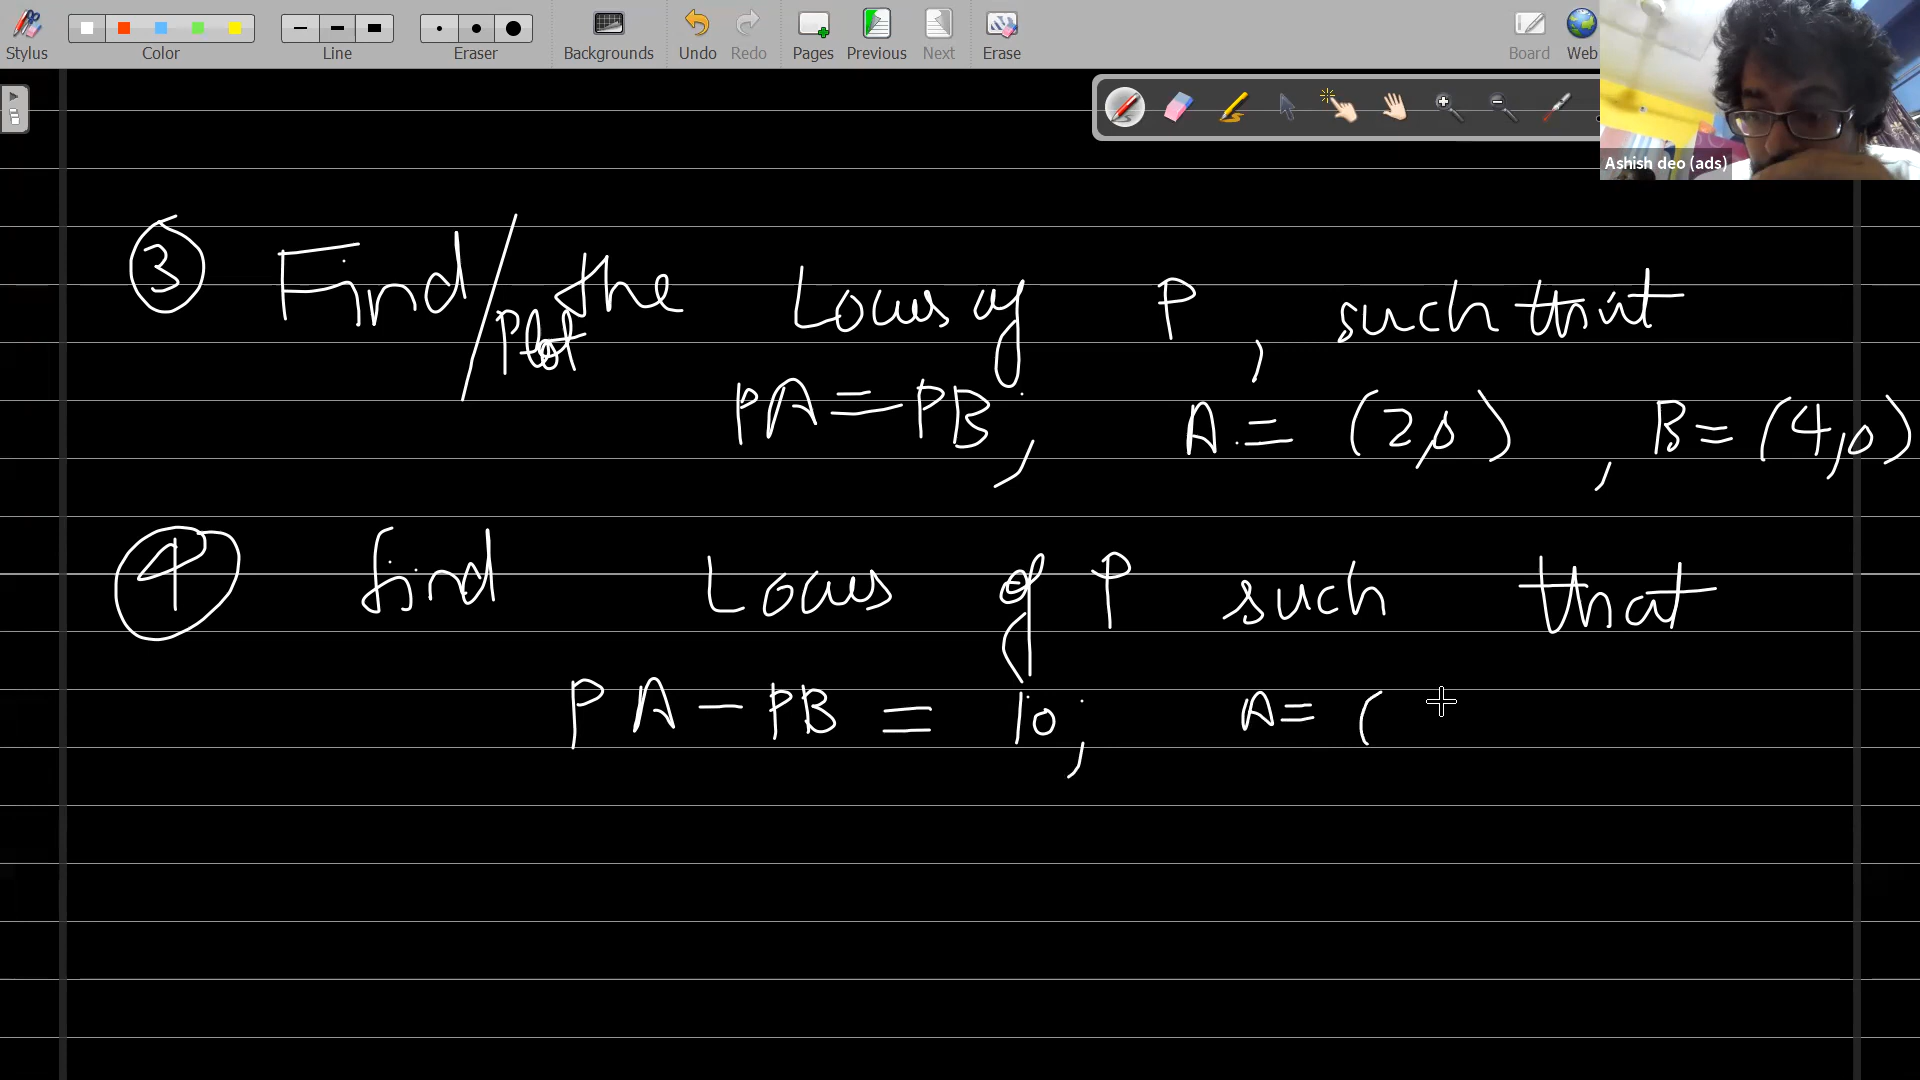 Stylus Color Line Eraser Backgrounds Undo Redo Pages Previous Next Erase Board Web
Ashish deo (ads)
③ Find/Plot the Locus of P, such that
PA = PB; A = (2,0), B = (4,0)
④ find Locus of P such that
PA - PB = 10; A = (